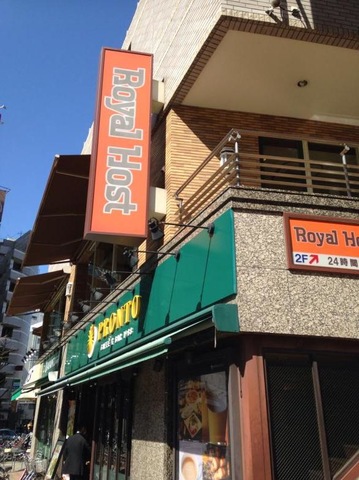 Royal Host
PRONTO
Royal Ho
2F↗ 24時間